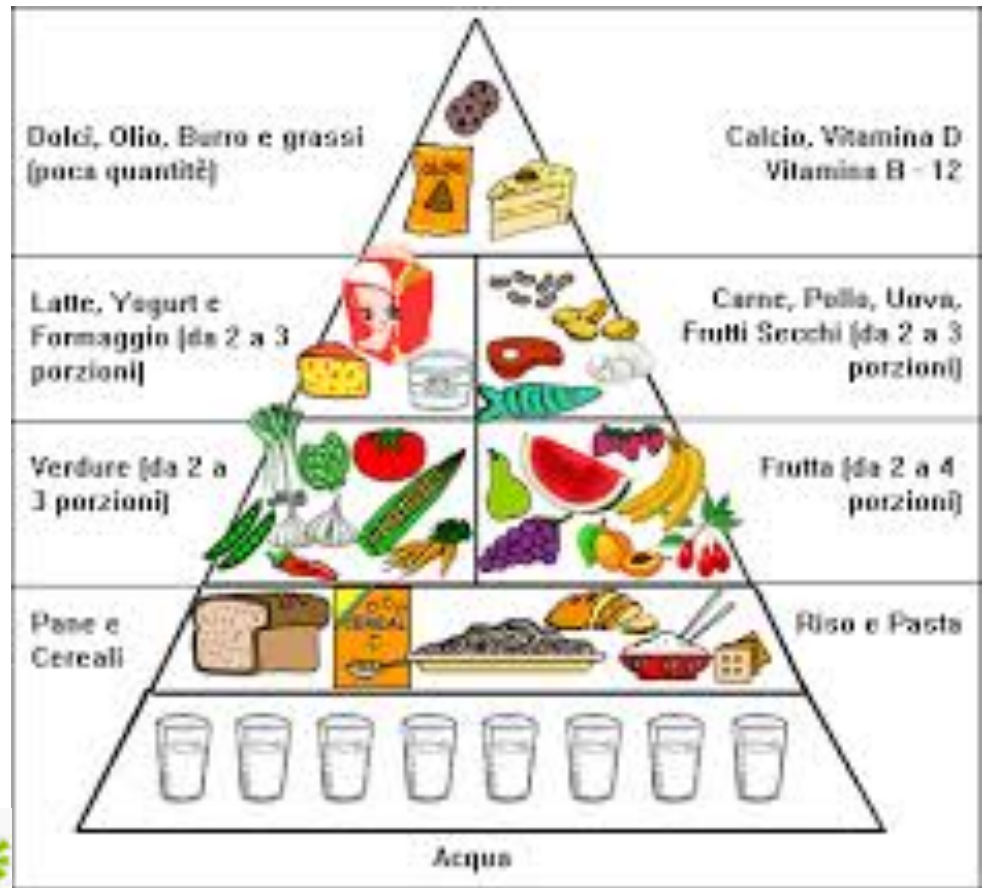 Dolci, Olio, Burro e grassi
(poca quantitè)
Calcio, Vitamina D
Vitamina B - 12
Latte, Yogurt e
Formaggio (da 2 a 3
porzioni)
Carne, Pollo, Uova,
Frutti Secchi (da 2 a 3
porzioni)
Verdure (da 2 a
3 porzioni)
Frutta (da 2 a 4
porzioni)
Pane e
Cereali
CEREAL
Riso e Pasta
Acqua